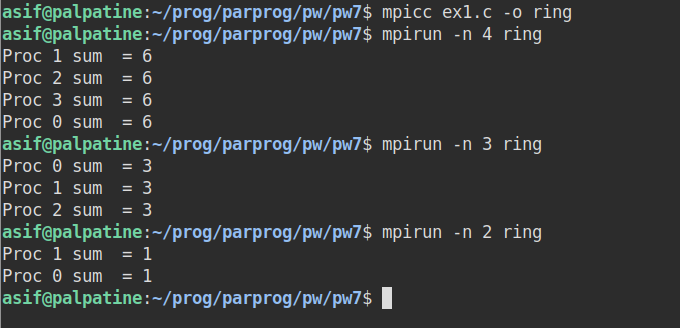 asif@palpatine:~/prog/parprog/pw/pw7$ mpicc ex1.c -o ring
asif@palpatine:~/prog/parprog/pw/pw7$ mpirun -n 4 ring
Proc 1 sum  = 6
Proc 2 sum  = 6
Proc 3 sum  = 6
Proc 0 sum  = 6
asif@palpatine:~/prog/parprog/pw/pw7$ mpirun -n 3 ring
Proc 0 sum  = 3
Proc 1 sum  = 3
Proc 2 sum  = 3
asif@palpatine:~/prog/parprog/pw/pw7$ mpirun -n 2 ring
Proc 1 sum  = 1
Proc 0 sum  = 1
asif@palpatine:~/prog/parprog/pw/pw7$